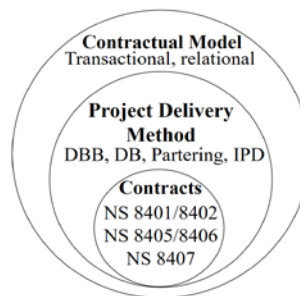 Contractual Model
Transactional, relational
Project Delivery
Method
DBB, DB, Partering, IPD
Contracts
NS 8401/8402
NS 8405/8406
NS 8407